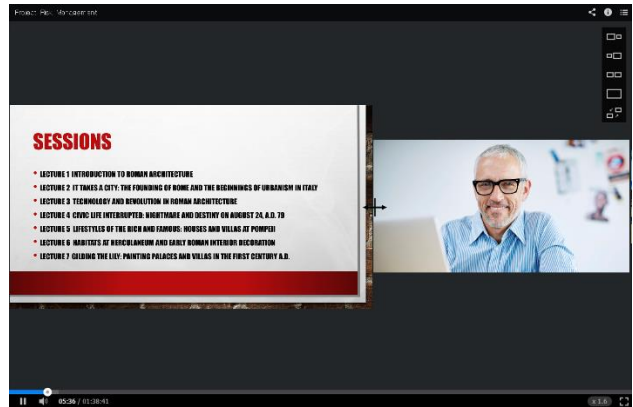 Project Risk Management
SESSIONS
LECTURE 1 INTRODUCTION TO ROMAN ARCHITECTURE
LECTURE 2 IT TAKES A CITY: THE FOUNDING OF ROME AND THE BEGINNINGS OF URBANISM IN ITALY
LECTURE 3 TECHNOLOGY AND REVOLUTION IN ROMAN ARCHITECTURE
LECTURE 4 CIVIC LIFE INTERRUPTED: NIGHTMARE AND DESTINY ON AUGUST 24, A.D. 79
LECTURE 5 LIFESTYLES OF THE RICH AND FAMOUS: HOUSES AND VILLAS AT POMPEII
LECTURE 6 HABITATS AT HERCULANEUM AND EARLY ROMAN INTERIOR DECORATION
LECTURE 7 GILDING THE LILY: PAINTING PALACES AND VILLAS IN THE FIRST CENTURY A.D.
05:36 / 01:38:41
x 1.6